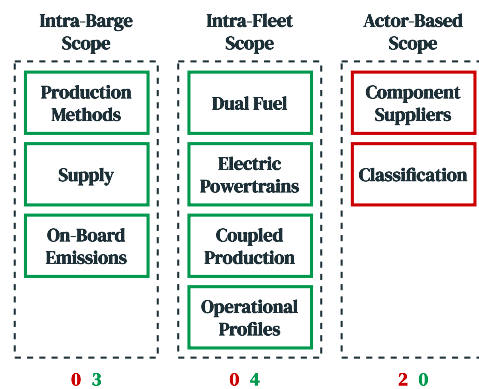 Intra-Barge
Scope
Production
Methods
Supply
On-Board
Emissions
0 3
Intra-Fleet
Scope
Dual Fuel
Electric
Powertrains
Coupled
Production
Operational
Profiles
0 4
Actor-Based
Scope
Component
Suppliers
Classification
2 0